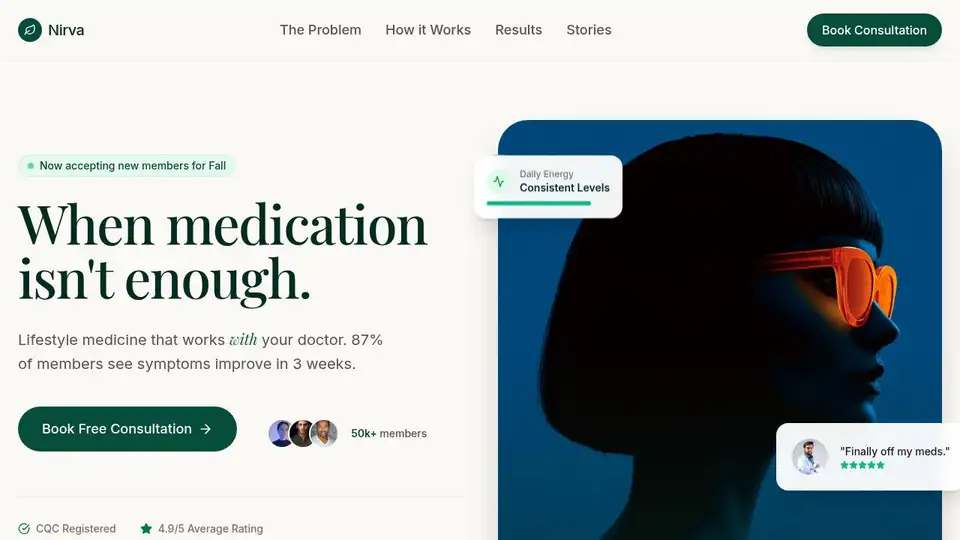 Nirva
The Problem
How it Works
Results
Stories
Book Consultation
Now accepting new members for Fall
When medication
isn't enough.
Lifestyle medicine that works with your doctor. 87%
of members see symptoms improve in 3 weeks.
Book Free Consultation
50k+ members
CQC Registered
4.9/5 Average Rating
Daily Energy
Consistent Levels
"Finally off my meds."